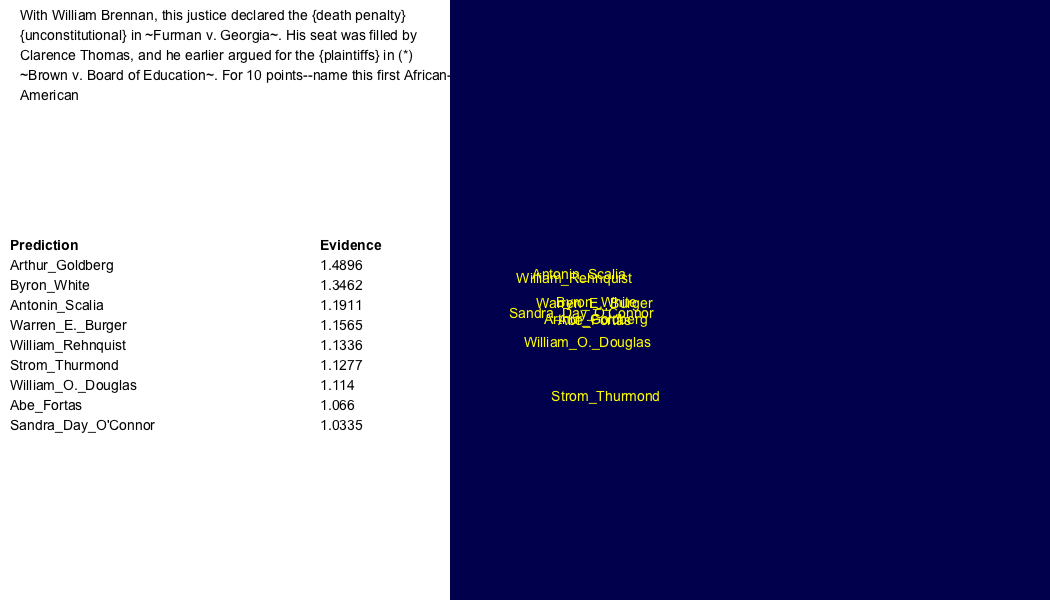 With William Brennan, this justice declared the {death penalty}
{unconstitutional} in ~Furman v. Georgia~. His seat was filled by
Clarence Thomas, and he earlier argued for the {plaintiffs} in (*)
~Brown v. Board of Education~. For 10 points--name this first African-
American
Prediction Evidence
Arthur_Goldberg 1.4896
Byron_White 1.3462
Antonin_Scalia 1.1911
Warren_E._Burger 1.1565
William_Rehnquist 1.1336
Strom_Thurmond 1.1277
William_O._Douglas 1.114
Abe_Fortas 1.066
Sandra_Day_O'Connor 1.0335
Antonin_Scalia
William_Rehnquist
Byron_White
Warren_E._Burger
Sandra_Day_O'Connor
Arthur_Goldberg
Abe_Fortas
William_O._Douglas
Strom_Thurmond